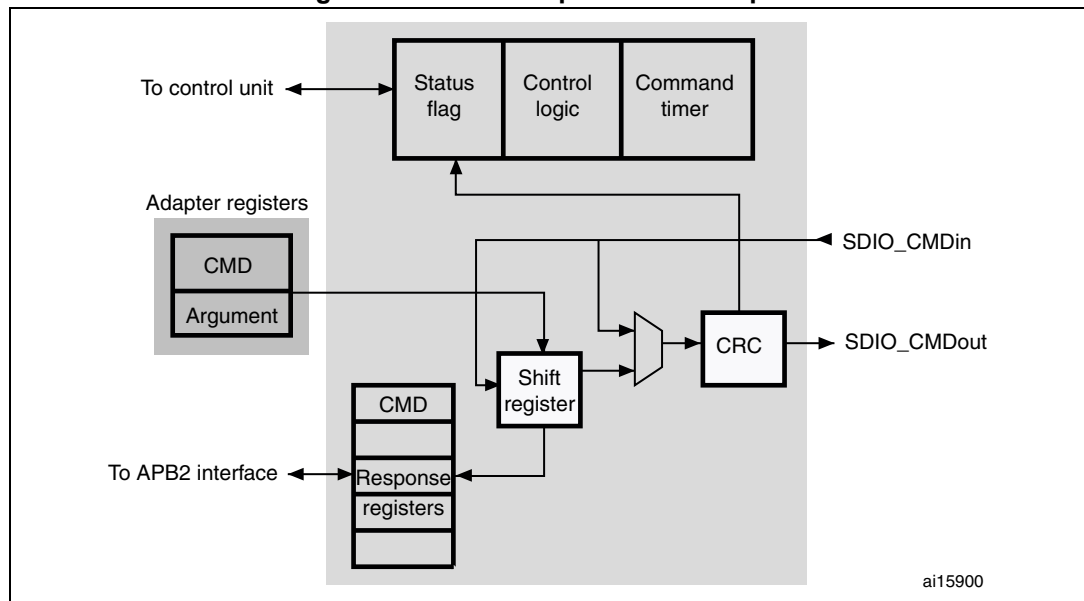 To control unit
Status
flag
Control
logic
Command
timer
Adapter registers
CMD
Argument
SDIO_CMDin
Shift
register
CRC
SDIO_CMDout
CMD
To APB2 interface
Response
registers
ai15900